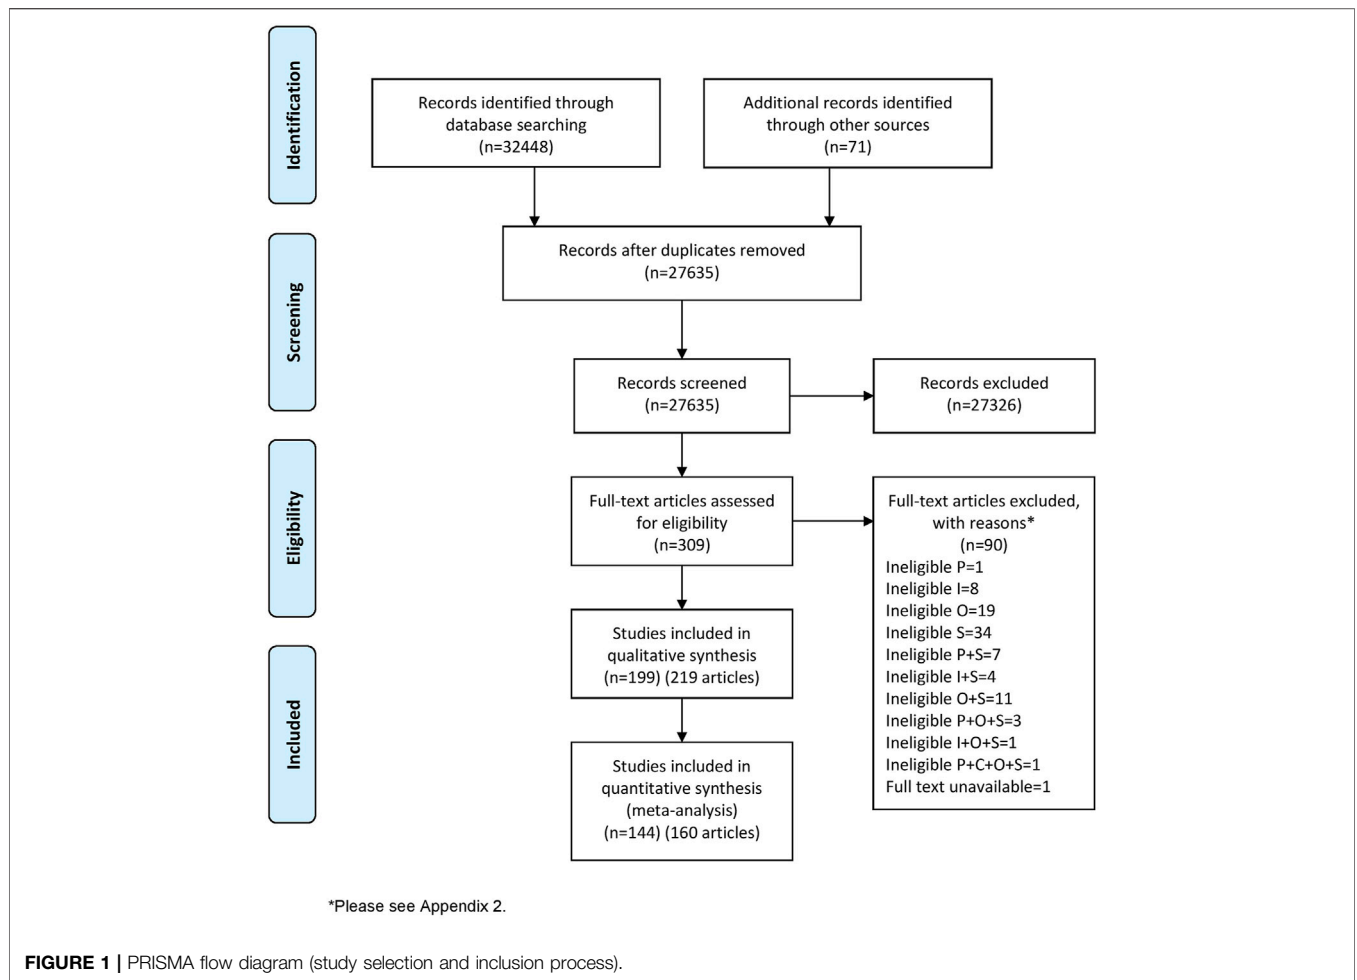 Identification
Records identified through
database searching
(n=32448)
Additional records identified
through other sources
(n=71)
Screening
Records after duplicates removed
(n=27635)
Records screened
(n=27635)
Records excluded
(n=27326)
Eligibility
Full-text articles assessed
for eligibility
(n=309)
Full-text articles excluded,
with reasons*
(n=90)
Ineligible P=1
Ineligible I=8
Ineligible O=19
Ineligible S=34
Ineligible P+S=7
Ineligible I+S=4
Ineligible O+S=11
Ineligible P+O+S=3
Ineligible I+O+S=1
Ineligible P+C+O+S=1
Full text unavailable=1
Included
Studies included in
qualitative synthesis
(n=199) (219 articles)
Studies included in
quantitative synthesis
(meta-analysis)
(n=144) (160 articles)
*Please see Appendix 2.
FIGURE 1 | PRISMA flow diagram (study selection and inclusion process).